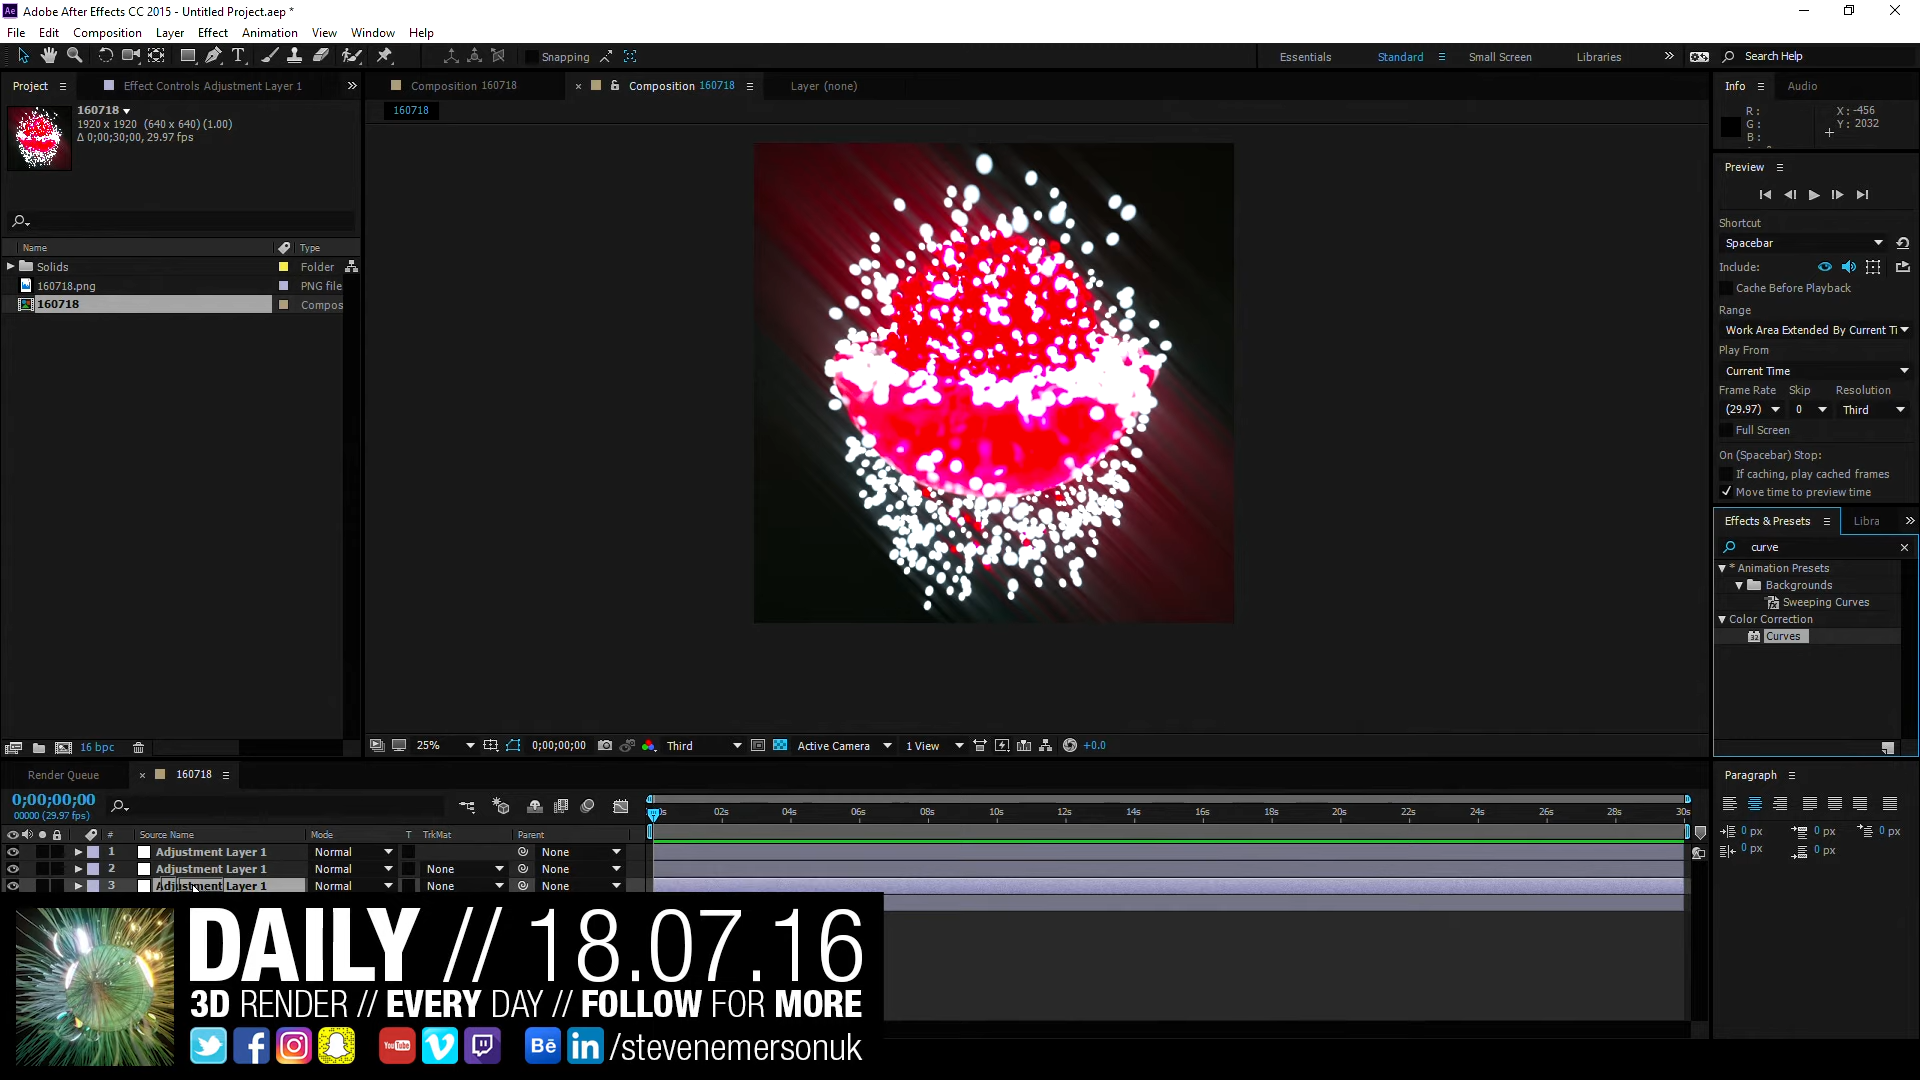 Ae Adobe After Effects CC 2015 - Untitled Project.aep *
File Edit Composition Layer Effect Animation View Window Help
Snapping Essentials Standard Small Screen Libraries Search Help
Project Effect Controls Adjustment Layer 1 Composition 160718 Composition 160718 Layer (none) Info Audio
160718
1920 x 1920 (640 x 640) (1.00)
Δ 0;00;30;00, 29.97 fps
160718
R:
G:
B:
X: -456
Y: 2032
Preview
Shortcut
Spacebar
Include:
Cache Before Playback
Range
Work Area Extended By Current Ti
Play From
Current Time
Frame Rate Skip Resolution
(29.97) 0 Third
Full Screen
On (Spacebar) Stop:
If caching, play cached frames
Move time to preview time
Name Type
Solids Folder
160718.png PNG file
160718 Compos
Effects & Presets Libra
curve
* Animation Presets
Backgrounds
Sweeping Curves
Color Correction
32 Curves
16 bpc 25% 0;00;00;00 Third Active Camera 1 View +0.0
Render Queue 160718
0;00;00;00
00000 (29.97 fps)
0s 02s 04s 06s 08s 10s 12s 14s 16s 18s 20s 22s 24s 26s 28s 30s
# Source Name Mode T TrkMat Parent
1 Adjustment Layer 1 Normal None
2 Adjustment Layer 1 Normal None None
3 Adjustment Layer 1 Normal None None
Paragraph
0 px 0 px 0 px
0 px 0 px
DAILY // 18.07.16
3D RENDER // EVERY DAY // FOLLOW FOR MORE
YouTube Bē in /stevenemersonuk